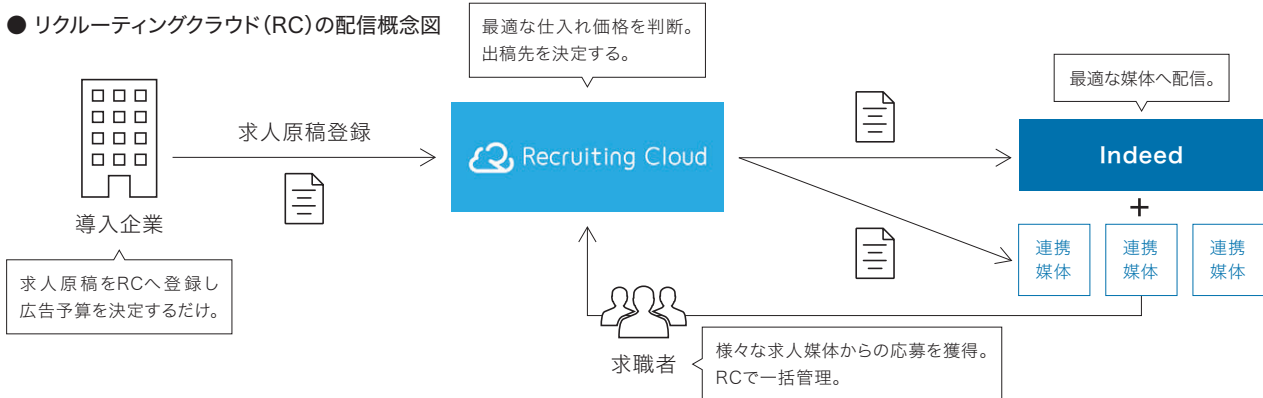 ● リクルーティングクラウド(RC)の配信概念図
最適な仕入れ価格を判断。
出稿先を決定する。
最適な媒体へ配信。
求人原稿登録
Recruiting Cloud
Indeed
+
導入企業
連携
媒体
連携
媒体
連携
媒体
求人原稿をRCへ登録し
広告予算を決定するだけ。
求職者
様々な求人媒体からの応募を獲得。
RCで一括管理。